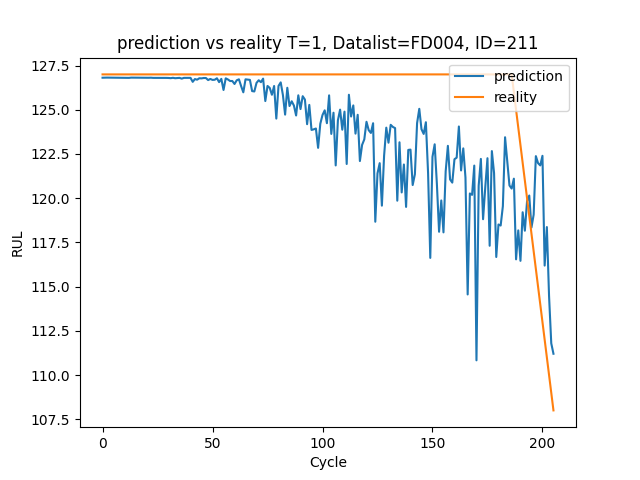 prediction vs reality T=1, Datalist=FD004, ID=211
prediction
reality
127.5
125.0
122.5
120.0
117.5
115.0
112.5
110.0
107.5
RUL
0
50
100
150
200
Cycle